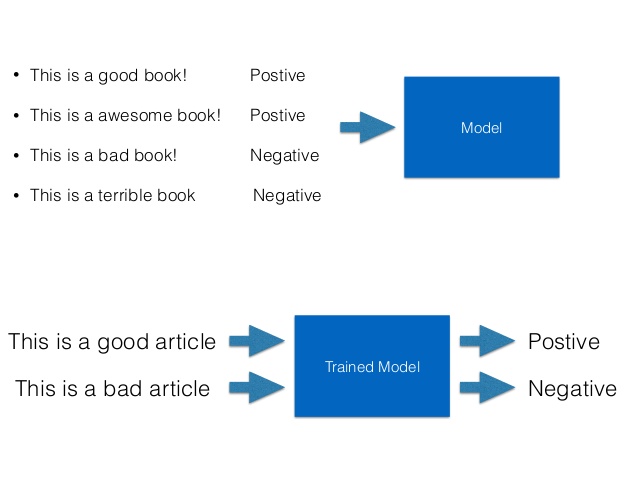 • This is a good book! Postive
• This is a awesome book! Postive
• This is a bad book! Negative
• This is a terrible book Negative
Model
This is a good article Postive
Trained Model
This is a bad article Negative